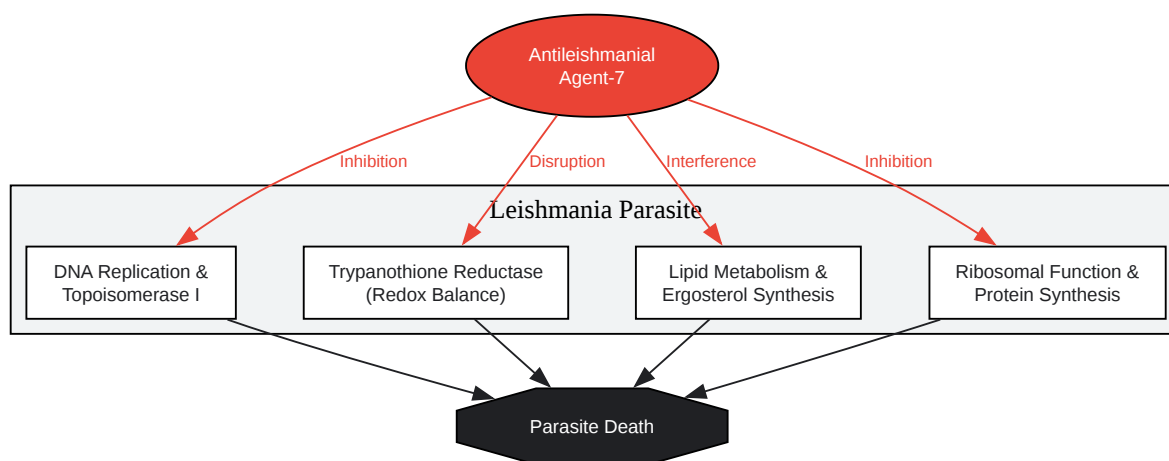 Antileishmanial
Agent-7
Inhibition
Disruption
Interference
Inhibition
Leishmania Parasite
DNA Replication &
Topoisomerase I
Trypanothione Reductase
(Redox Balance)
Lipid Metabolism &
Ergosterol Synthesis
Ribosomal Function &
Protein Synthesis
Parasite Death